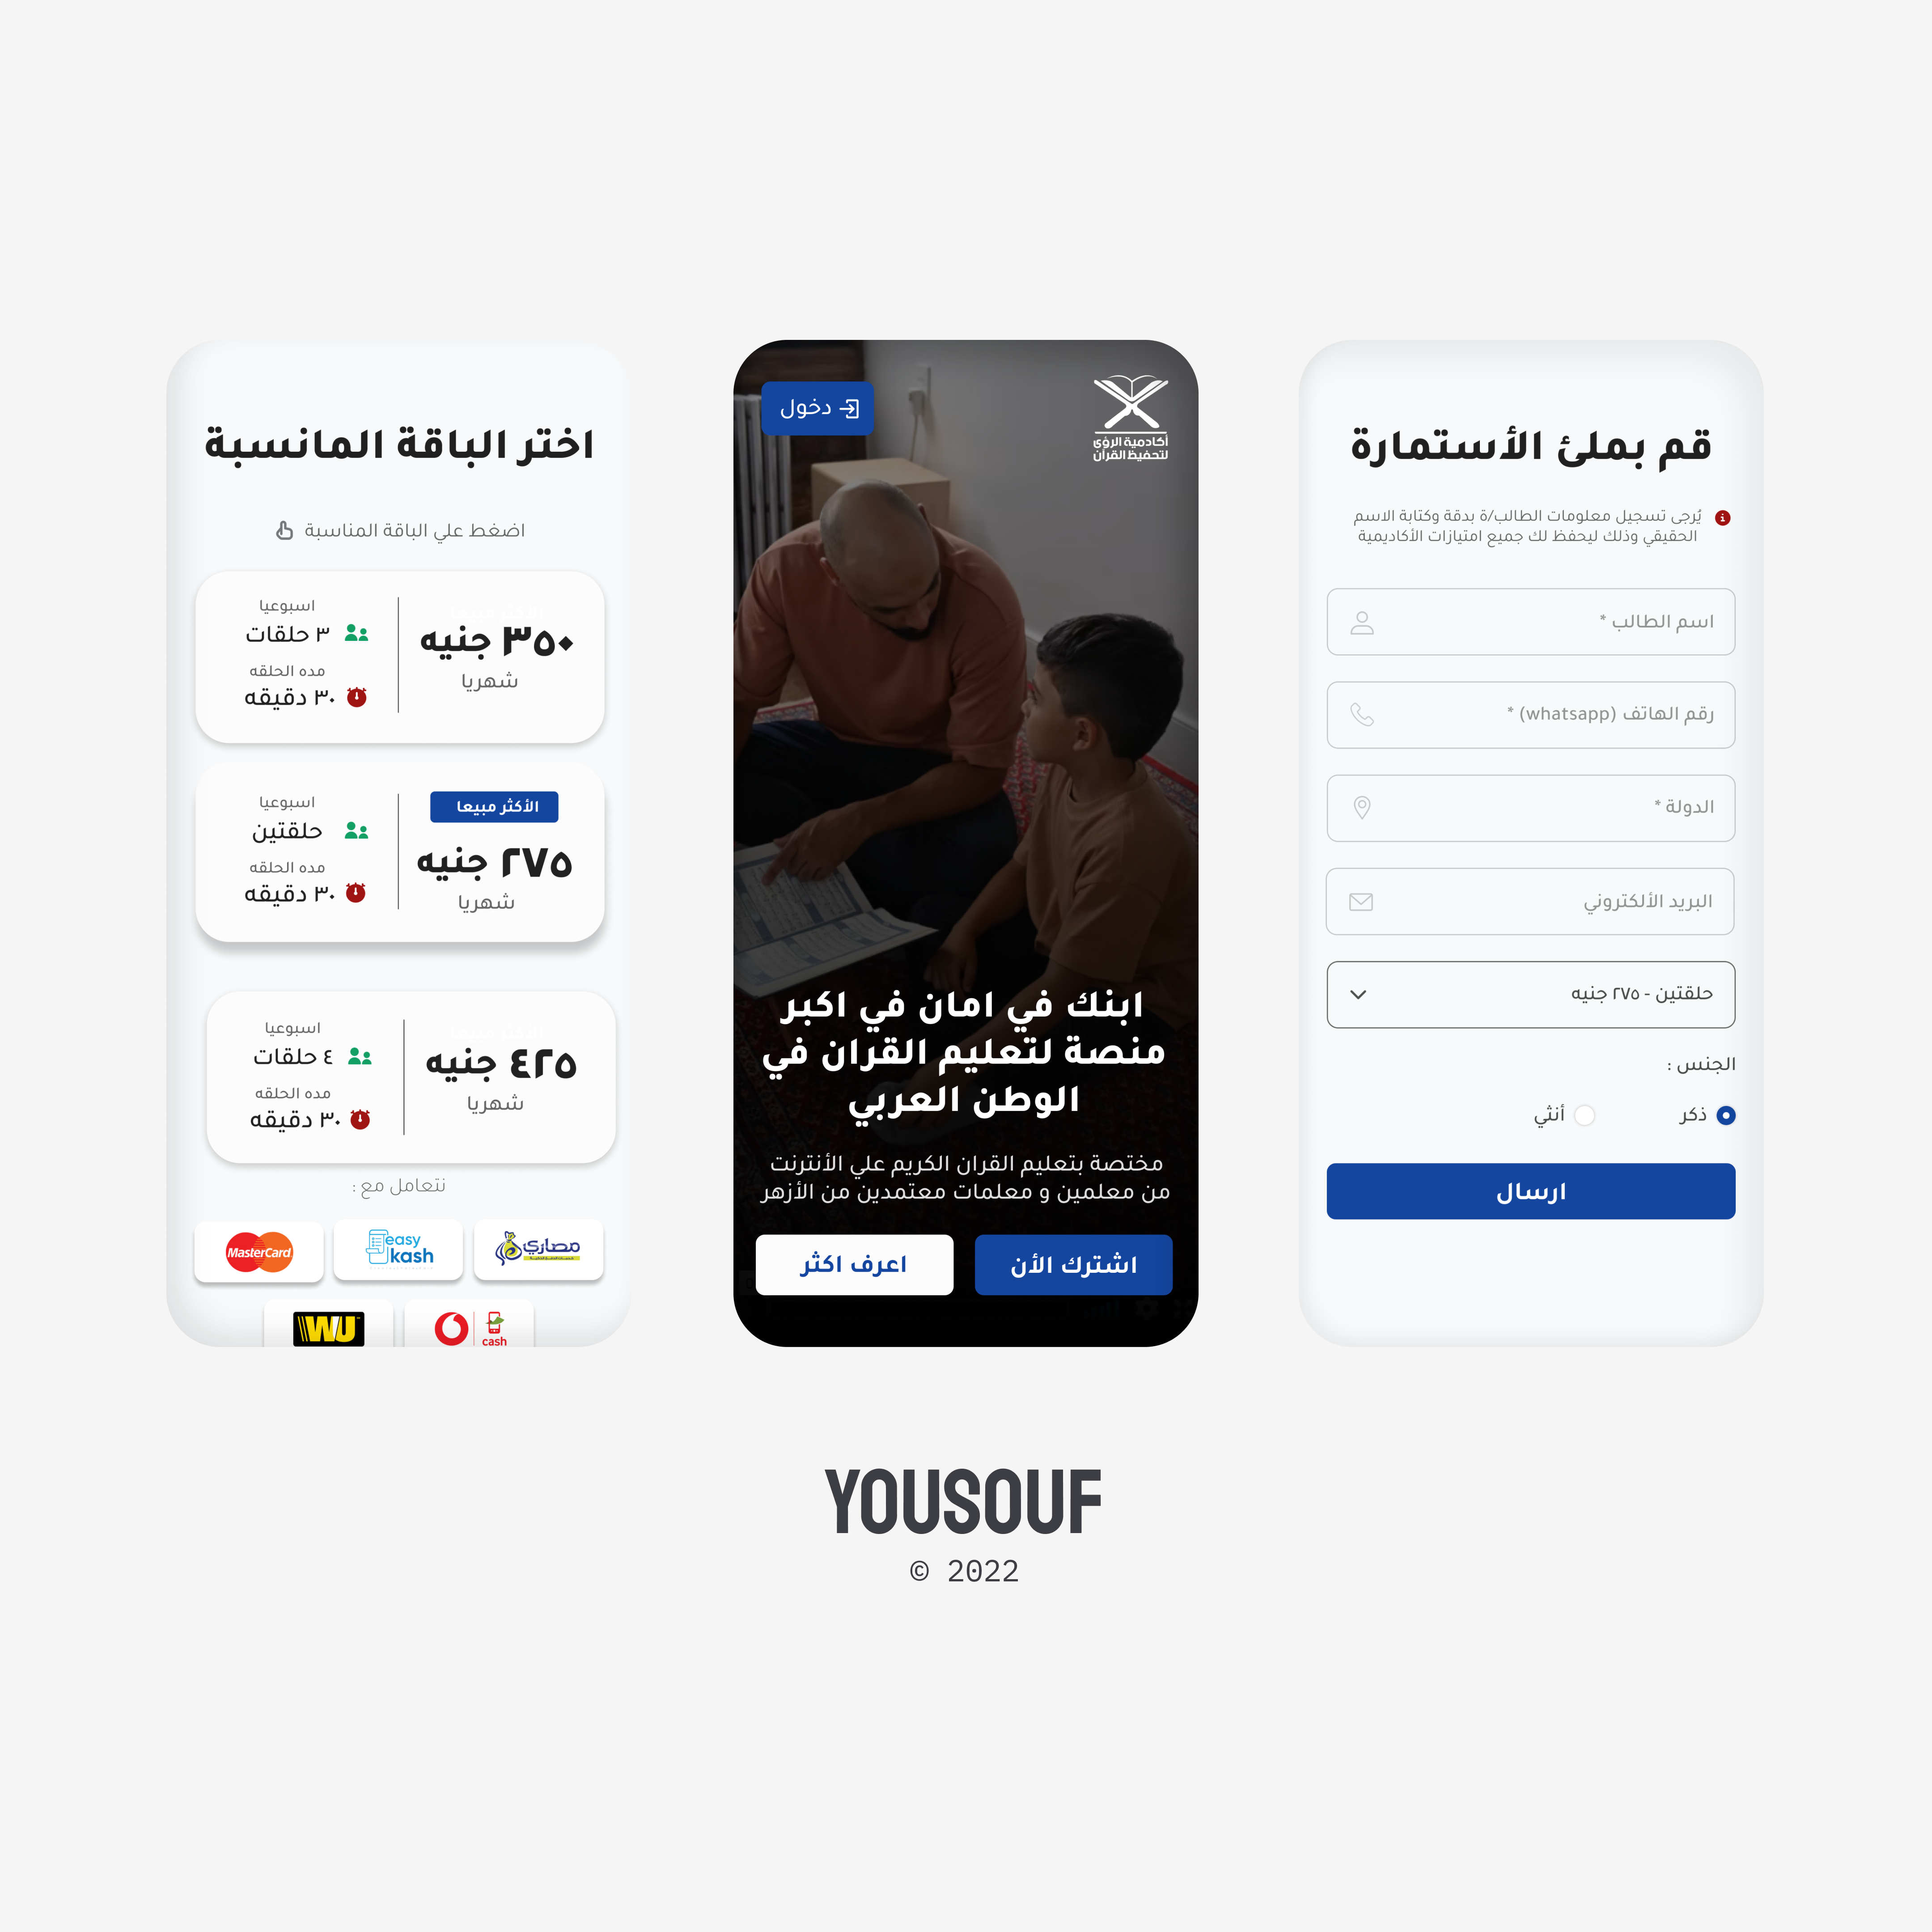 اختر الباقة المانسبة
اضغط علي الباقة المناسبة
٣٥٠ جنيه
شهريا
اسبوعيا
٣ حلقات
مده الحلقه
٣٠ دقيقه
الأكثر مبيعا
٢٧٥ جنيه
شهريا
اسبوعيا
حلقتين
مده الحلقه
٣٠ دقيقه
٤٢٥ جنيه
شهريا
اسبوعيا
٤ حلقات
مده الحلقه
٣٠ دقيقه
نتعامل مع :
MasterCard
easy
kash
مصاري
WU
cash
دخول
أكاديمية الرؤى
لتحفيظ القرآن
ابنك في امان في اكبر
منصة لتعليم القران في
الوطن العربي
مختصة بتعليم القران الكريم علي الأنترنت
من معلمين و معلمات معتمدين من الأزهر
اشترك الأن
اعرف اكثر
قم بملئ الأستمارة
يُرجى تسجيل معلومات الطالب/ة بدقة وكتابة الاسم
الحقيقي وذلك ليحفظ لك جميع امتيازات الأكاديمية
اسم الطالب *
رقم الهاتف (whatsapp) *
الدولة *
البريد الألكتروني
حلقتين - ٢٧٥ جنيه
الجنس :
ذكر
أنثي
ارسال
YOUSOUF
© 2022